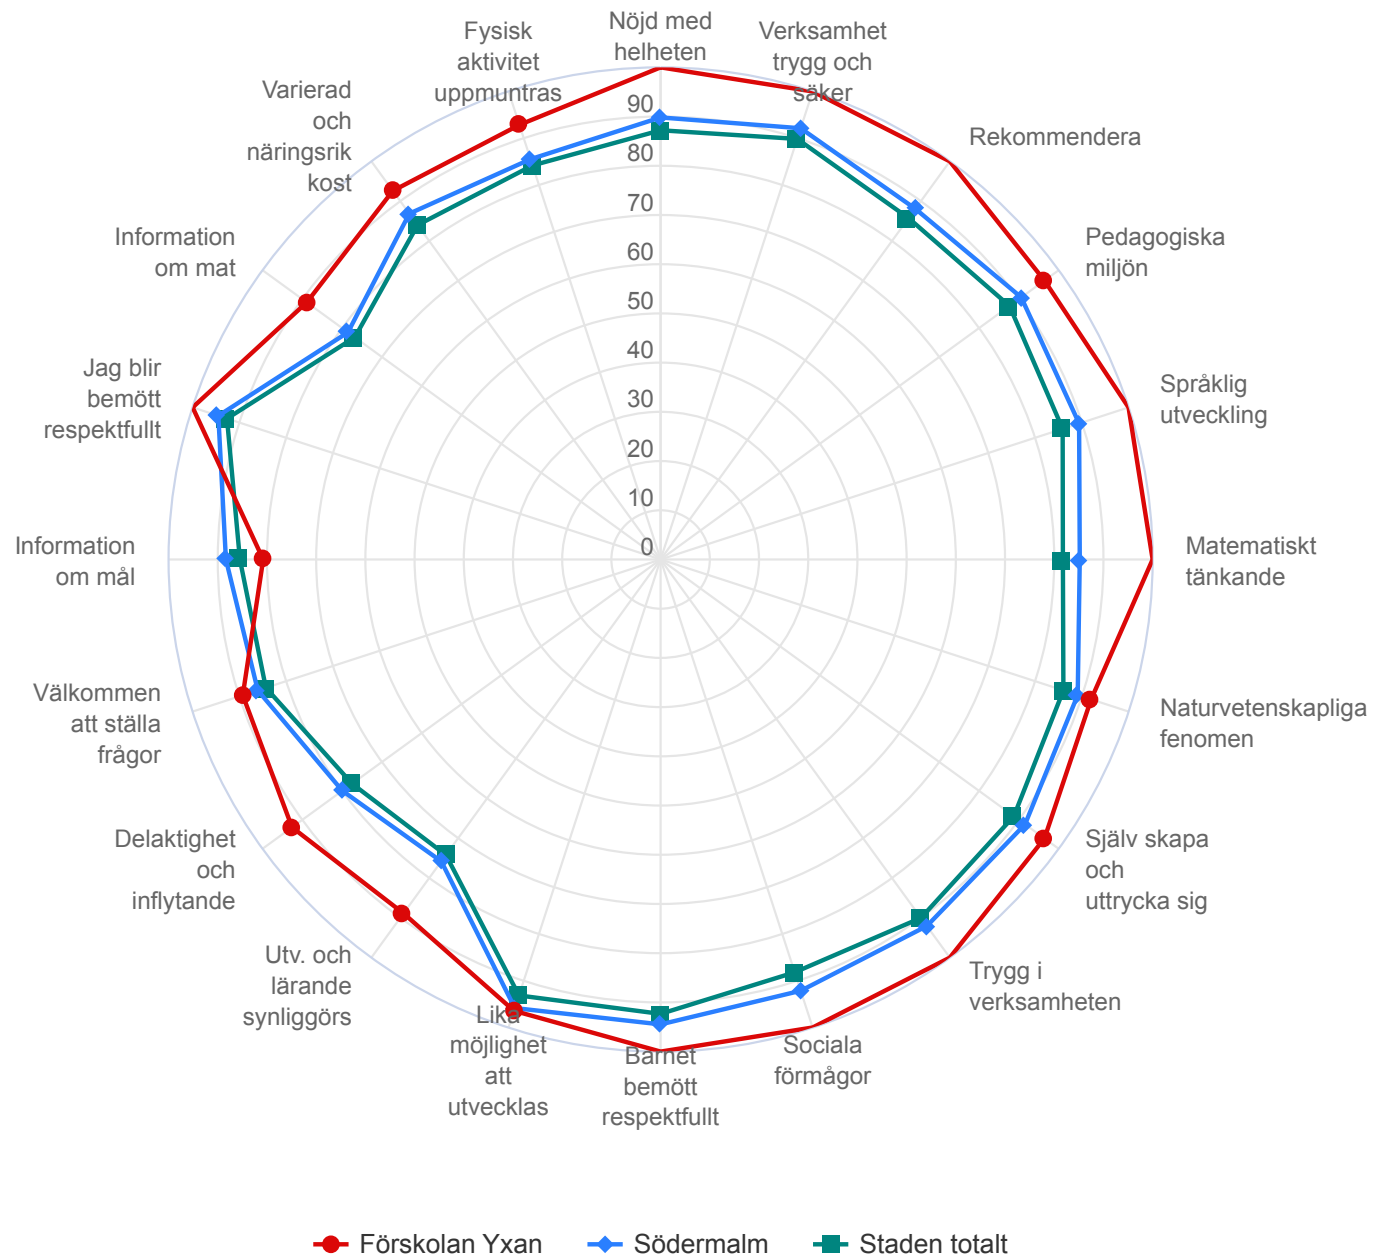 Nöjd med
helheten
Verksamhet
trygg och
säker
Rekommendera
Pedagogiska
miljön
Språklig
utveckling
Matematiskt
tänkande
Naturvetenskapliga
fenomen
Själv skapa
och
uttrycka sig
Trygg i
verksamheten
Sociala
förmågor
Barnet
bemött
respektfullt
Lika
möjlighet
att
utvecklas
Utv. och
lärande
synliggörs
Delaktighet
och
inflytande
Välkommen
att ställa
frågor
Information
om mål
Jag blir
bemött
respektfullt
Information
om mat
Varierad
och
näringsrik
kost
Fysisk
aktivitet
uppmuntras
90
80
70
60
50
40
30
20
10
0
Förskolan Yxan
Södermalm
Staden totalt